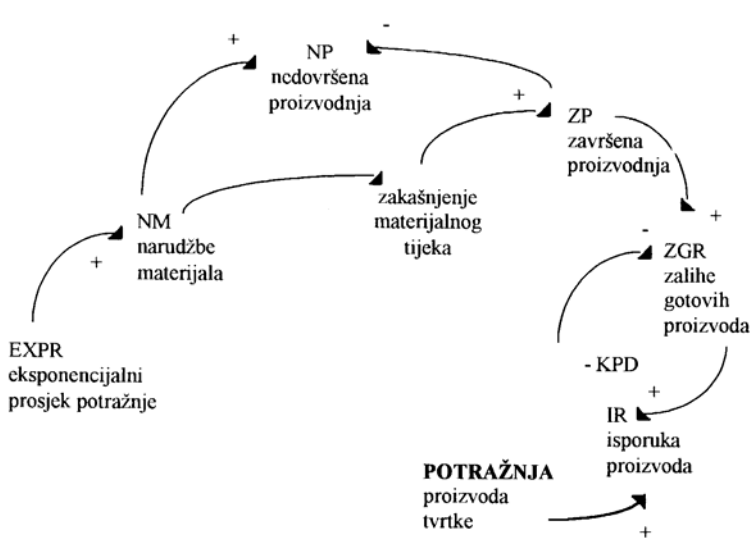 +
-
NP
nedovršena
proizvodnja
+
ZP
završena
proizvodnja
zakašnjenje
materijalnog
tijeka
NM
narudžbe
materijala
+
+
-
ZGR
zalihe
gotovih
proizvoda
EXPR
eksponencijalni
prosjek potražnje
- KPD
+
IR
isporuka
proizvoda
POTRAŽNJA
proizvoda
tvrtke
+